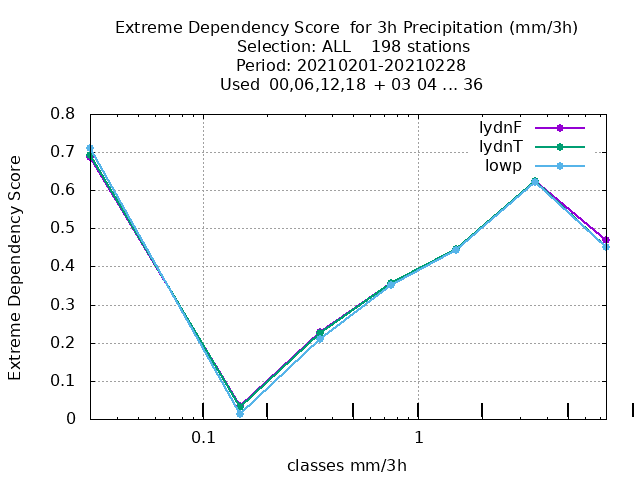 Extreme Dependency Score  for 3h Precipitation (mm/3h)
Selection: ALL    198 stations
Period: 20210201-20210228
Used  00,06,12,18  + 03 04 ... 36
lydnF
lydnT
lowp
Extreme Dependency Score
0.8
0.7
0.6
0.5
0.4
0.3
0.2
0.1
0
0.1 1
classes mm/3h